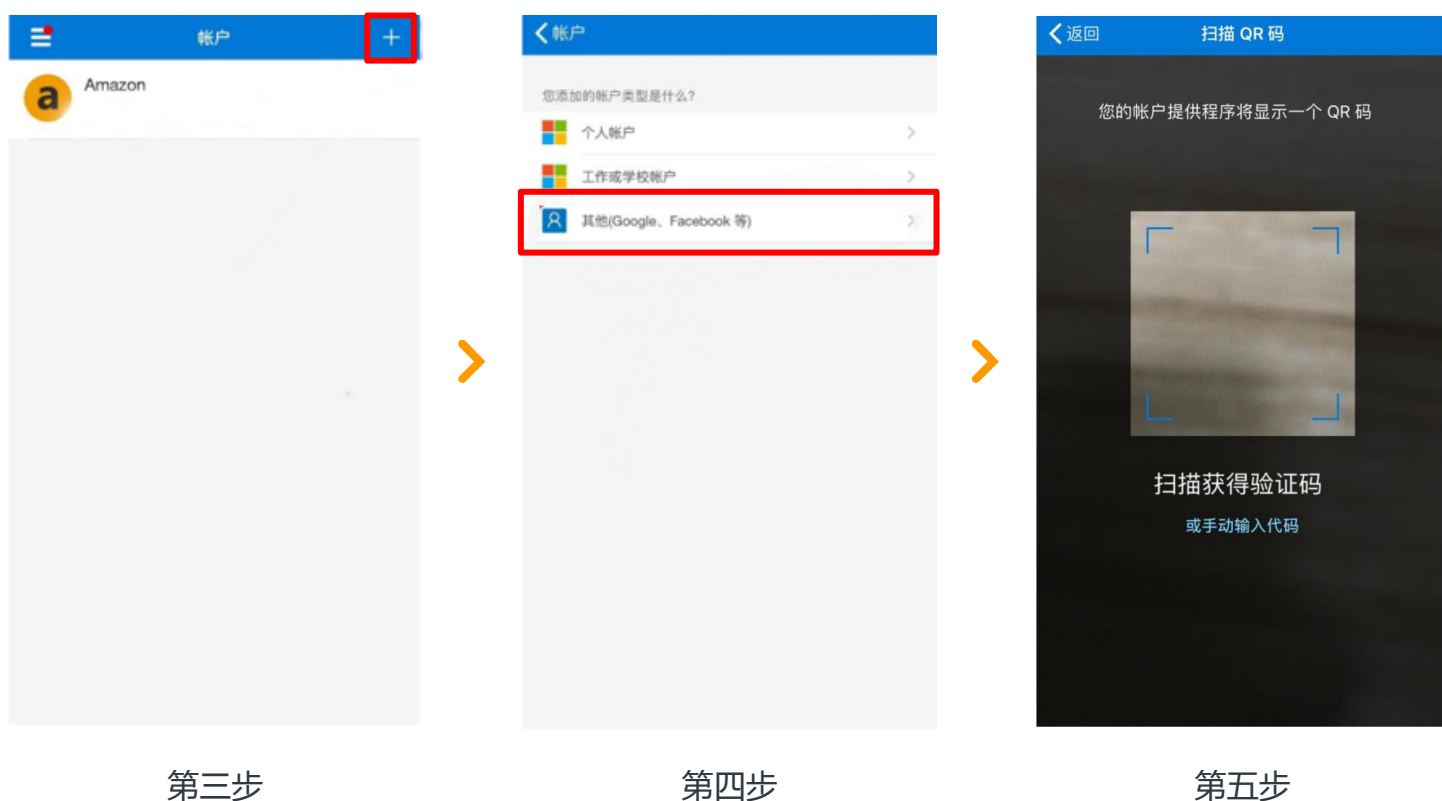 帐户
Amazon
帐户
您添加的帐户类型是什么?
个人帐户
工作或学校帐户
其他(Google、Facebook 等)
返回
扫描 QR 码
您的帐户提供程序将显示一个 QR 码
扫描获得验证码
或手动输入代码
第三步
第四步
第五步